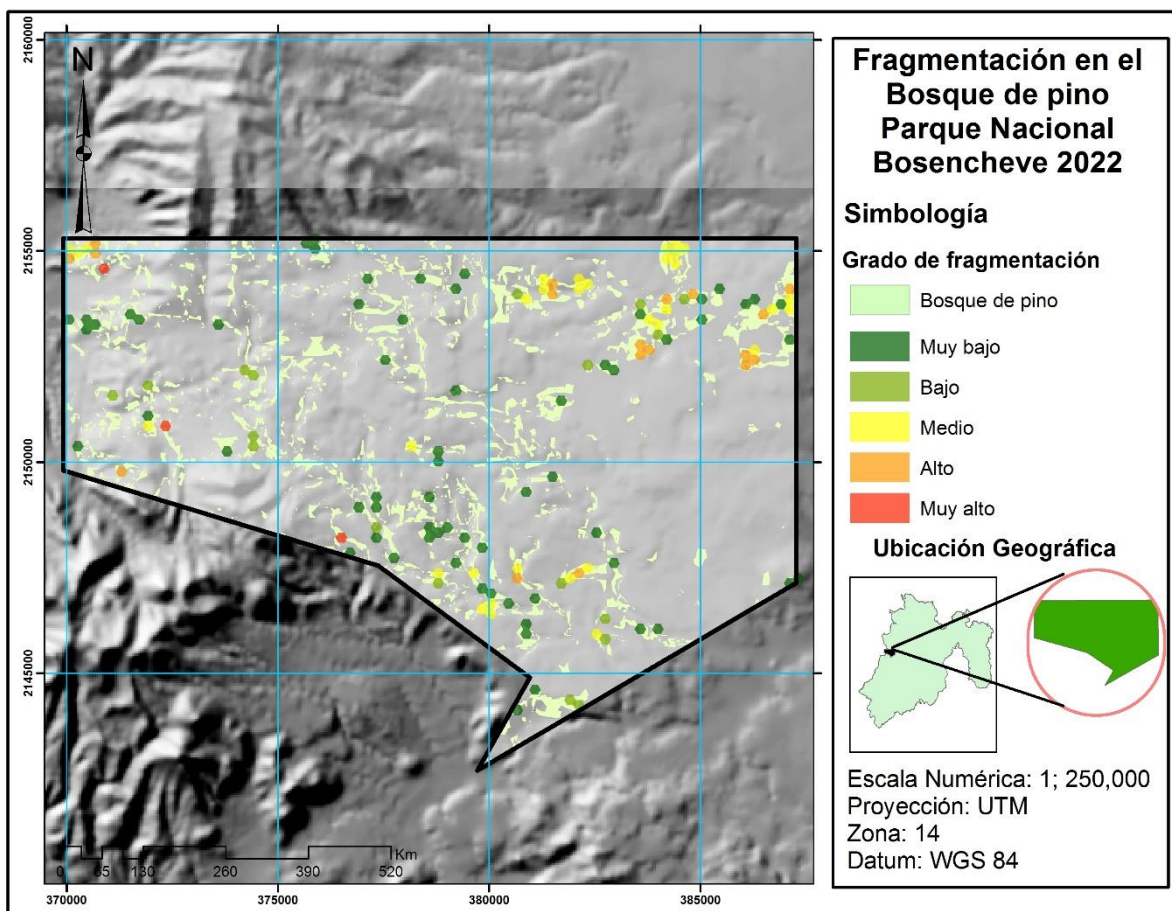 Fragmentación en el
Bosque de pino
Parque Nacional
Bosencheve 2022
Simbología
Grado de fragmentación
Bosque de pino
Muy bajo
Bajo
Medio
Alto
Muy alto
Ubicación Geográfica
Escala Numérica: 1; 250,000
Proyección: UTM
Zona: 14
Datum: WGS 84
N
2160000
2155000
2150000
2145000
Km
0 65 130 260 390 520
370000 375000 380000 385000